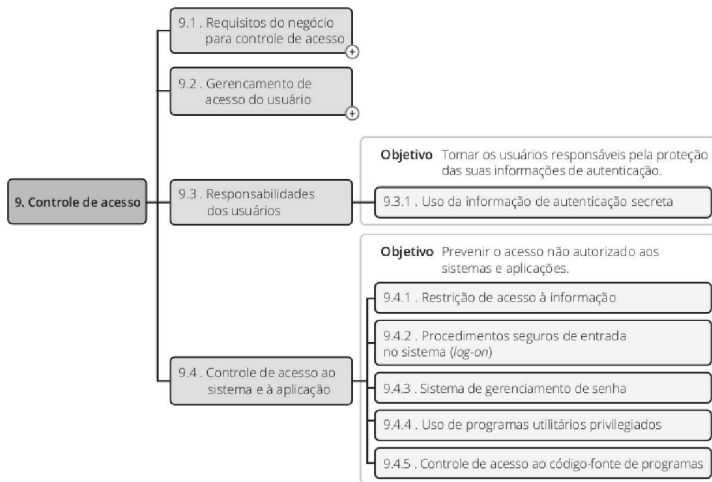 9.1 . Requisitos do negócio
para controle de acesso
9.2 . Gerencamento de
acesso do usuário
9. Controle de acesso
9.3 . Responsabilidades
dos usuários
Objetivo Tornar os usuários responsáveis pela proteção
das suas informações de autenticação.
9.3.1 . Uso da informação de autenticação secreta
9.4 . Controle de acesso ao
sistema e à aplicação
Objetivo Prevenir o acesso não autorizado aos
sistemas e aplicações.
9.4.1 . Restrição de acesso à informação
9.4.2 . Procedimentos seguros de entrada
no sistema (log-on)
9.4.3 . Sistema de gerenciamento de senha
9.4.4 . Uso de programas utilitários privilegiados
9.4.5 . Controle de acesso ao código-fonte de programas